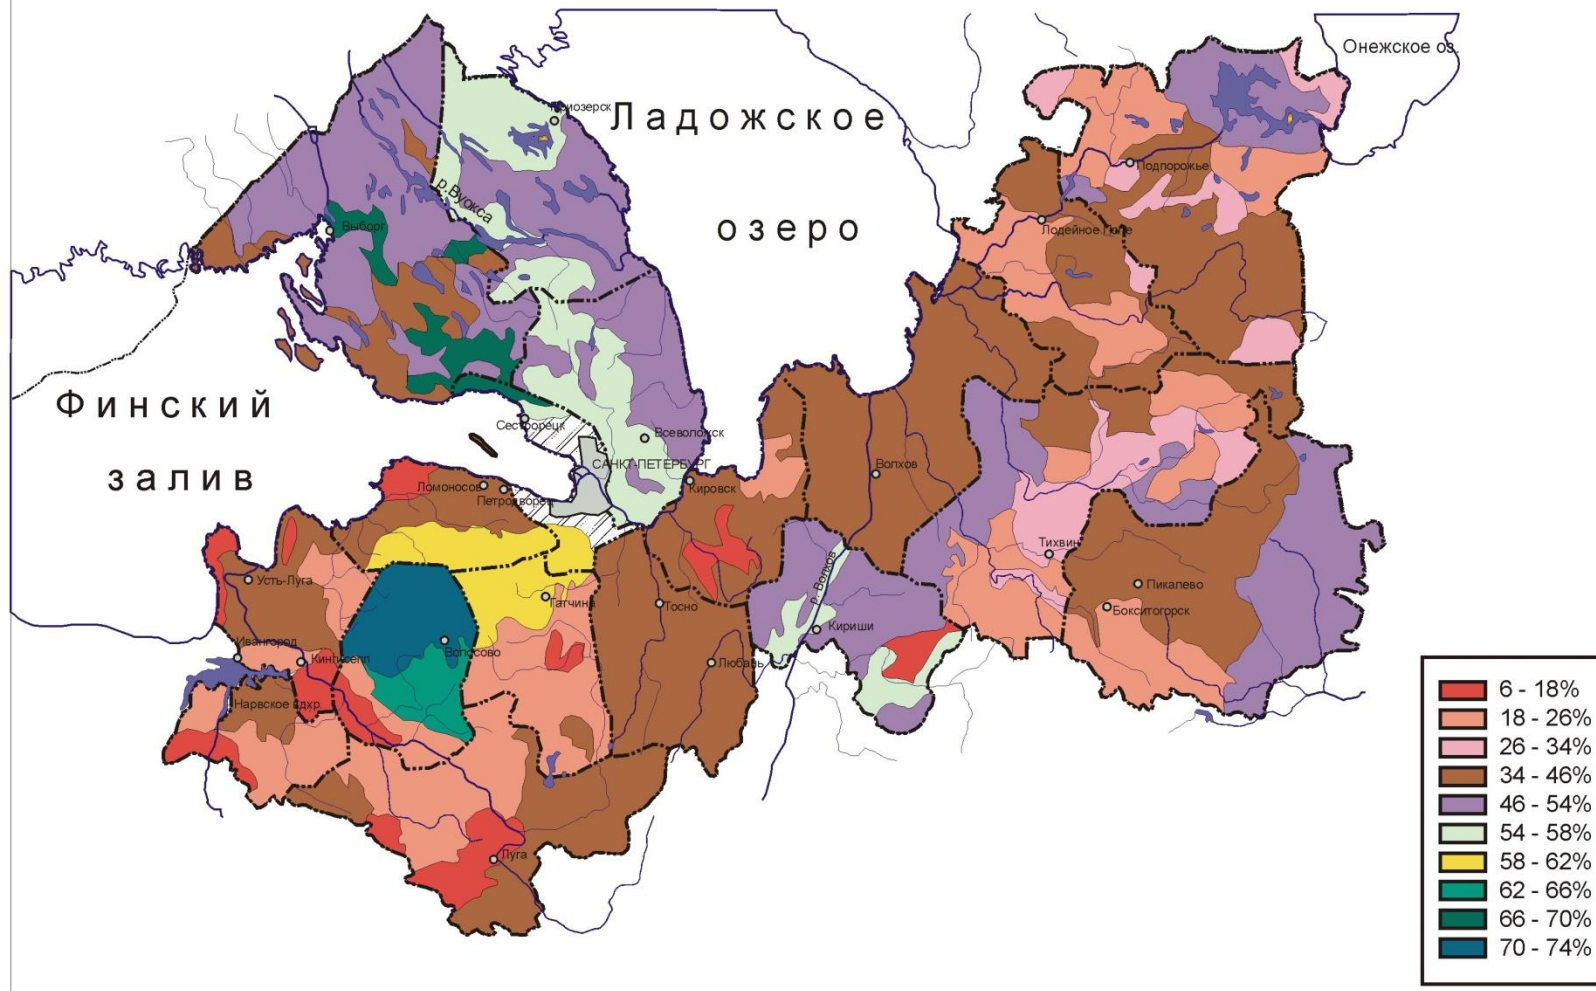 Онежское оз.
Ладожское
озеро
Приозерск
р.Вуокса
Выборг
Подпорожье
Лодейное Поле
Финский
залив
Сестрорецк
Всеволожск
САНКТ-ПЕТЕРБУРГ
Ломоносов
Петродворец
Кировск
Волхов
р. Волхов
Тихвин
Пикалево
Бокситогорск
Усть-Луга
Гатчина
Тосно
Кириши
Ивангород
Кингисепп
Волосово
Любань
Нарвское вдхр.
Луга
6 - 18%
18 - 26%
26 - 34%
34 - 46%
46 - 54%
54 - 58%
58 - 62%
62 - 66%
66 - 70%
70 - 74%